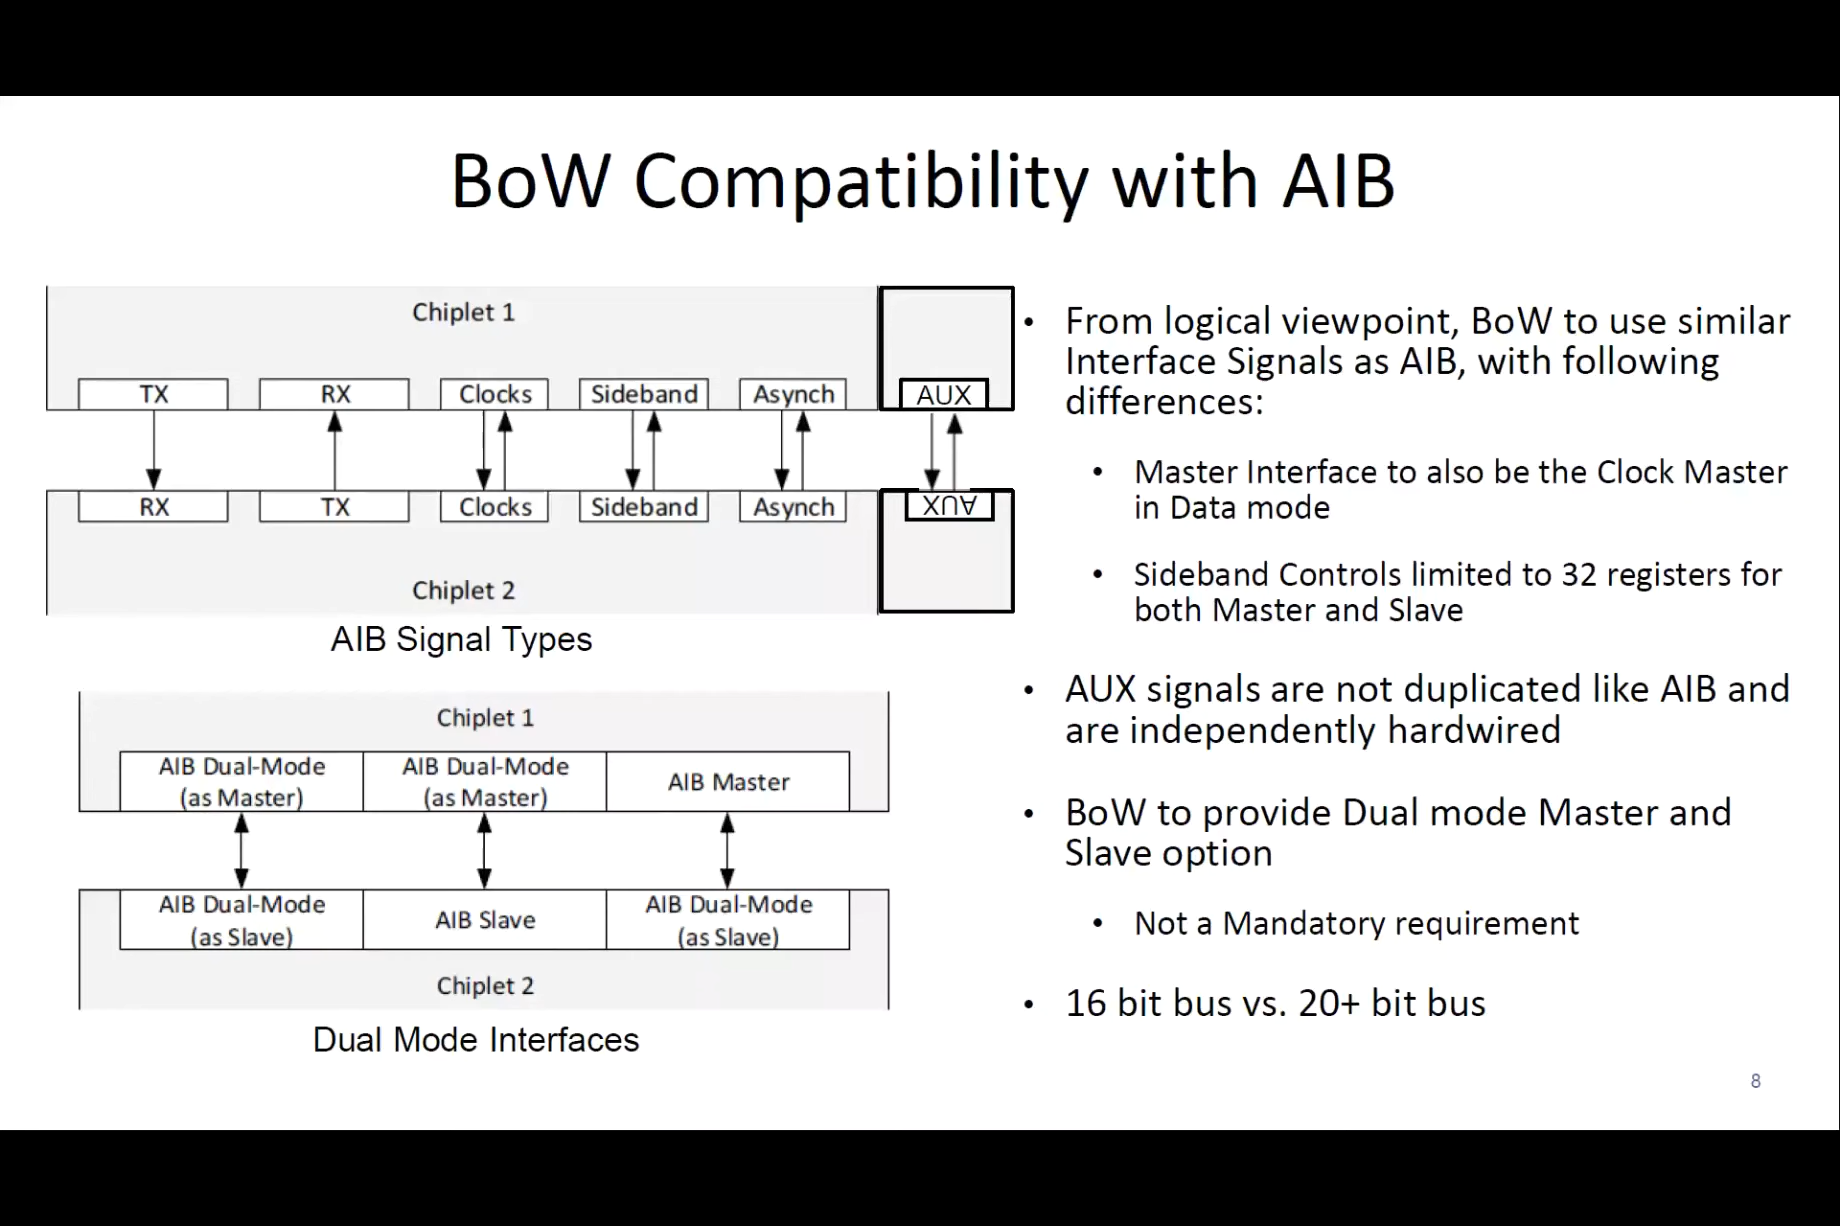 BoW Compatibility with AIB
Chiplet 1
TX RX Clocks Sideband Asynch AUX
RX TX Clocks Sideband Asynch AUX
Chiplet 2
AIB Signal Types
Chiplet 1
AIB Dual-Mode
(as Master)
AIB Dual-Mode
(as Master)
AIB Master
AIB Dual-Mode
(as Slave)
AIB Slave
AIB Dual-Mode
(as Slave)
Chiplet 2
Dual Mode Interfaces
• From logical viewpoint, BoW to use similar
Interface Signals as AIB, with following
differences:
• Master Interface to also be the Clock Master
in Data mode
• Sideband Controls limited to 32 registers for
both Master and Slave
• AUX signals are not duplicated like AIB and
are independently hardwired
• BoW to provide Dual mode Master and
Slave option
• Not a Mandatory requirement
• 16 bit bus vs. 20+ bit bus
8